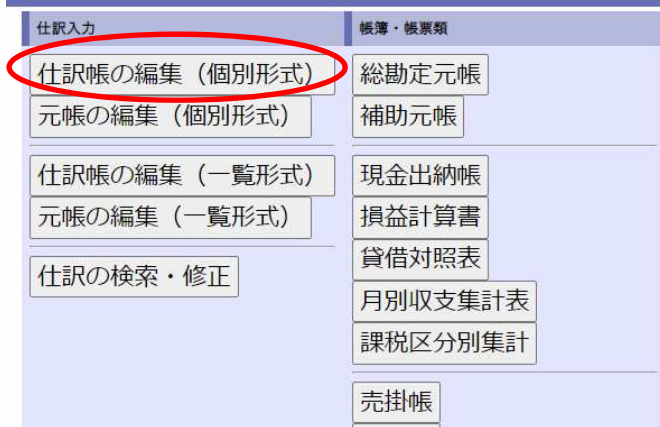 仕訳入力
仕訳帳の編集（個別形式）
元帳の編集（個別形式）
仕訳帳の編集（一覧形式）
元帳の編集（一覧形式）
仕訳の検索・修正
帳簿・帳票類
総勘定元帳
補助元帳
現金出納帳
損益計算書
貸借対照表
月別収支集計表
課税区分別集計
売掛帳